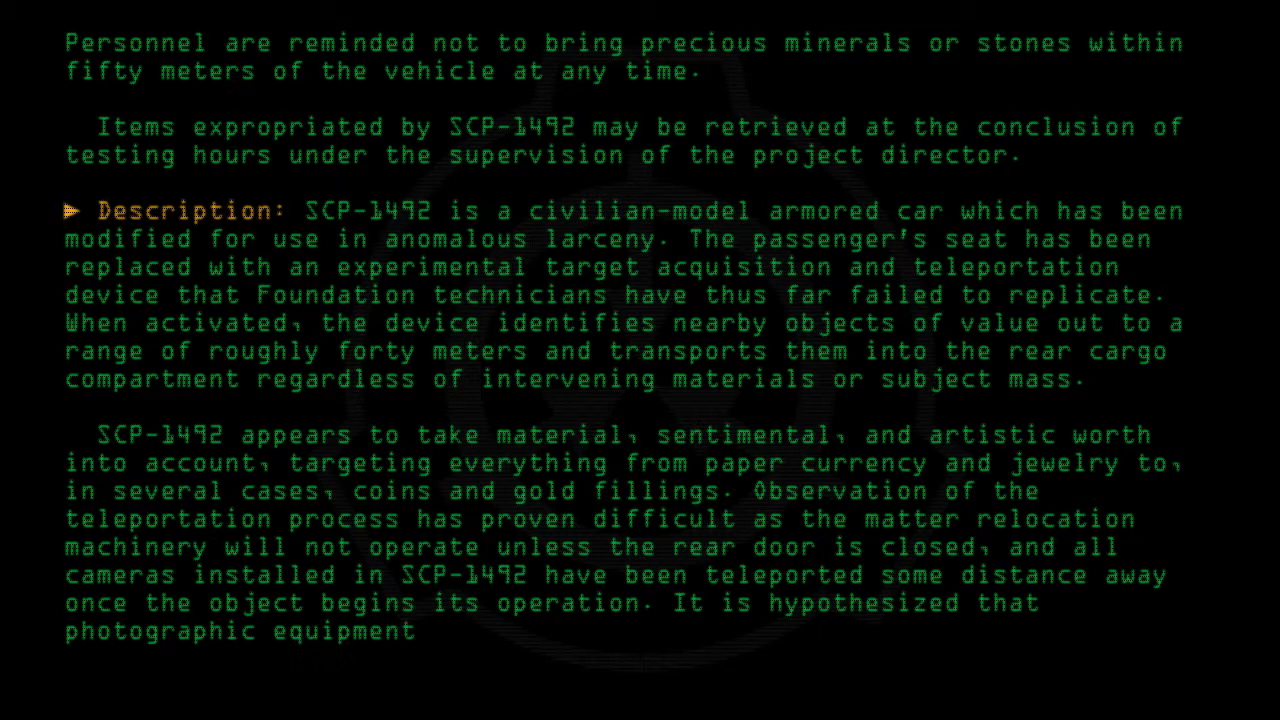 Personnel are reminded not to bring precious minerals or stones within
fifty meters of the vehicle at any time.
Items expropriated by SCP-1492 may be retrieved at the conclusion of
testing hours under the supervision of the project director.
► Description: SCP-1492 is a civilian-model armored car which has been
modified for use in anomalous larceny. The passenger's seat has been
replaced with an experimental target acquisition and teleportation
device that Foundation technicians have thus far failed to replicate.
When activated, the device identifies nearby objects of value out to a
range of roughly forty meters and transports them into the rear cargo
compartment regardless of intervening materials or subject mass.
SCP-1492 appears to take material, sentimental, and artistic worth
into account, targeting everything from paper currency and jewelry to,
in several cases, coins and gold fillings. Observation of the
teleportation process has proven difficult as the matter relocation
machinery will not operate unless the rear door is closed, and all
cameras installed in SCP-1492 have been teleported some distance away
once the object begins its operation. It is hypothesized that
photographic equipment